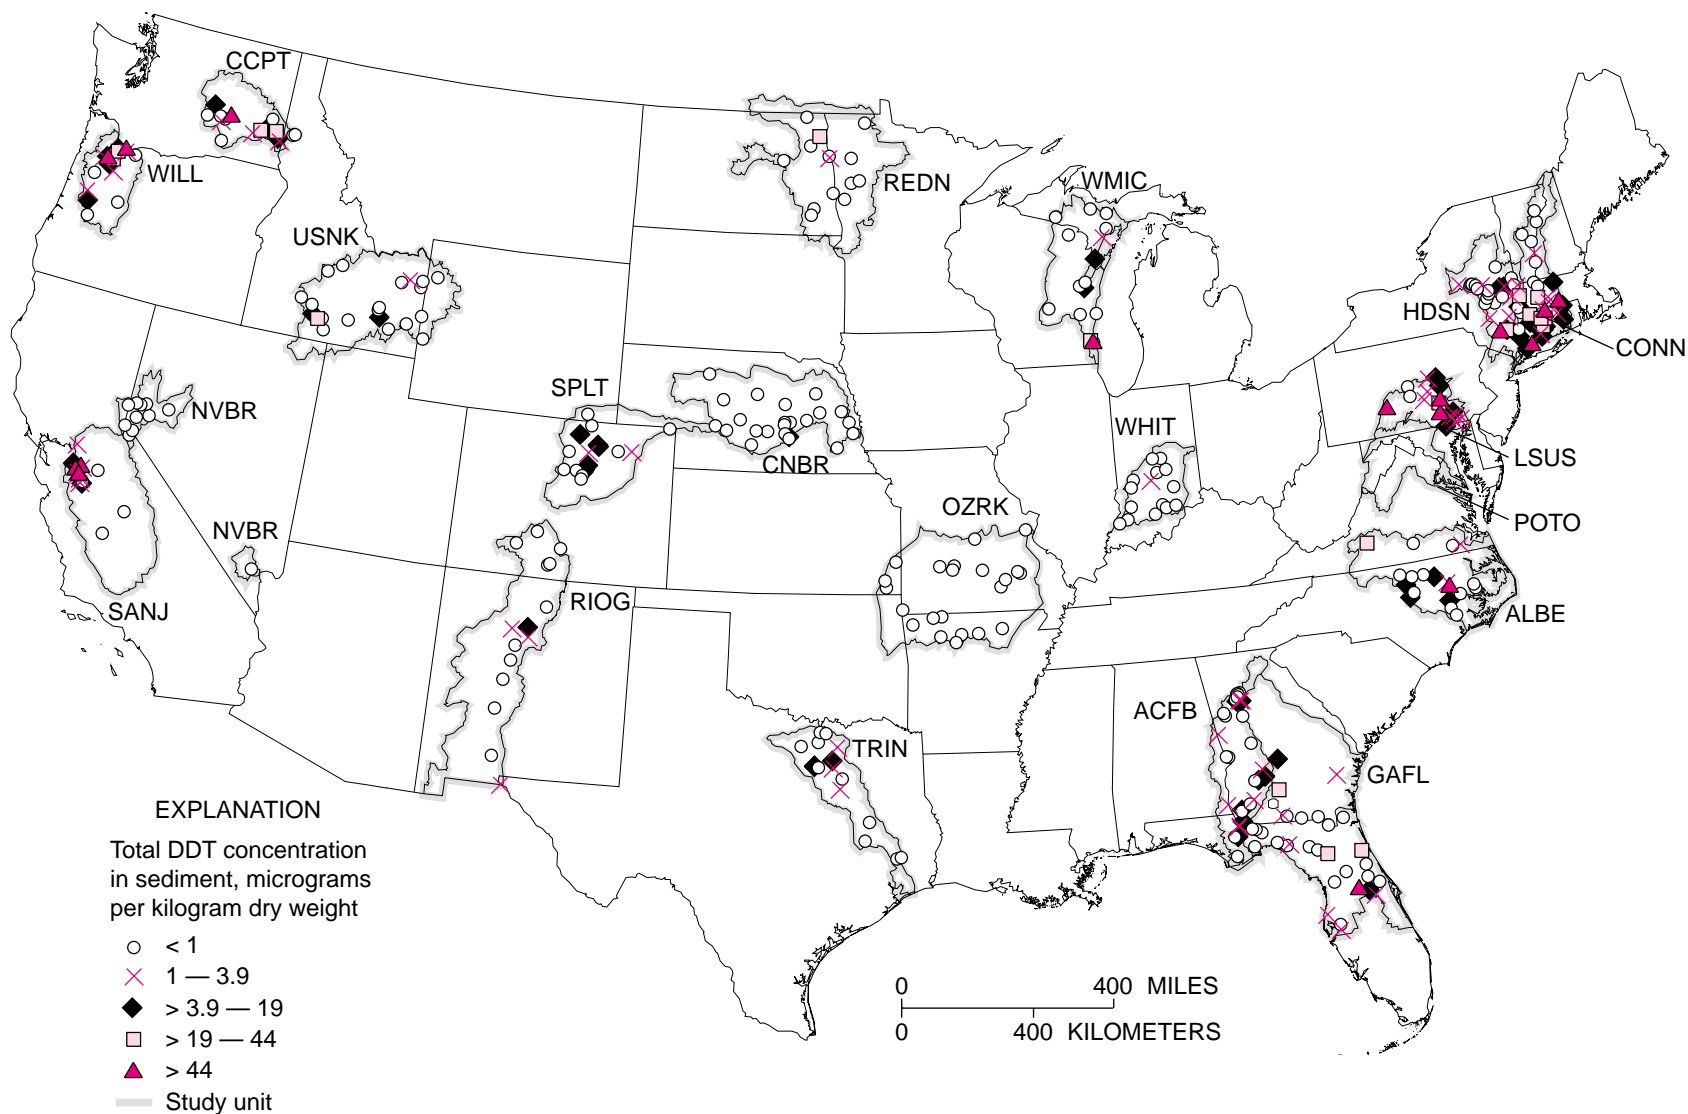 CCPT
WILL
REDN
WMIC
USNK
HDSN
CONN
SPLT
NVBR
WHIT
CNBR
LSUS
OZRK
POTO
NVBR
SANJ
RIOG
ALBE
ACFB
TRIN
GAFL
EXPLANATION
Total DDT concentration
in sediment, micrograms
per kilogram dry weight
< 1
1 — 3.9
> 3.9 — 19
> 19 — 44
> 44
Study unit
0 400 MILES
0 400 KILOMETERS